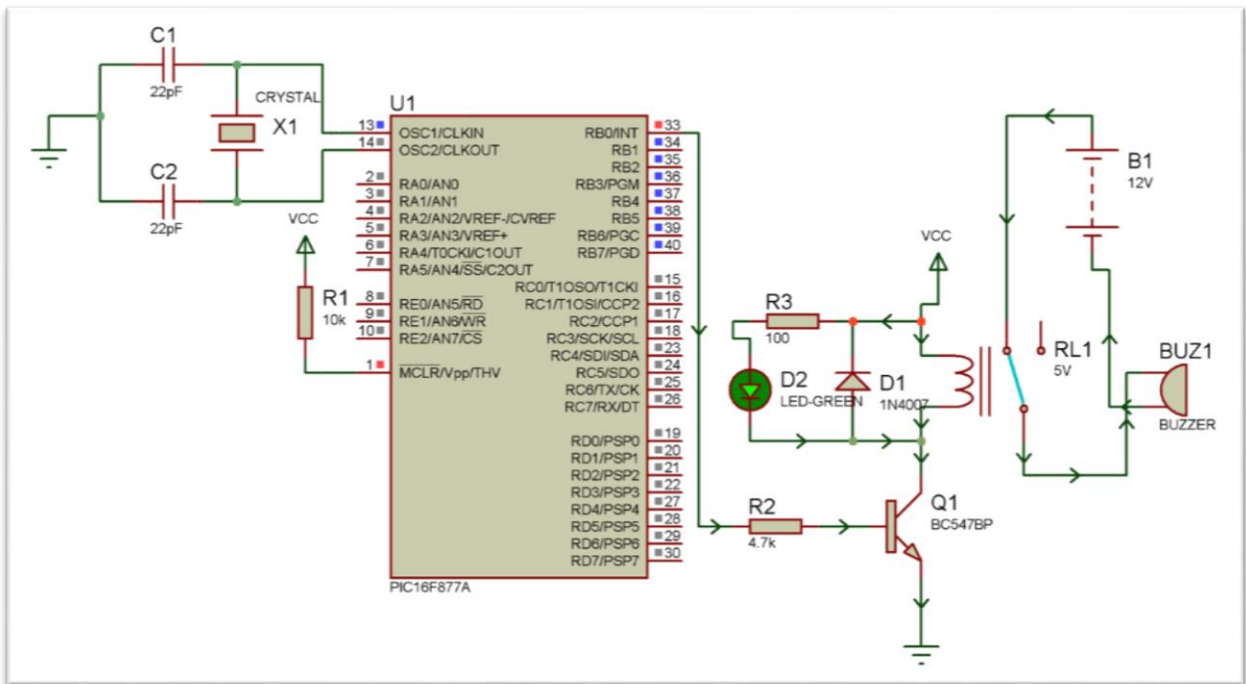 C1
22pF
CRYSTAL
X1
C2
22pF
VCC
R1
10k
U1
13 OSC1/CLKIN
14 OSC2/CLKOUT
2 RA0/AN0
3 RA1/AN1
4 RA2/AN2/VREF-/CVREF
5 RA3/AN3/VREF+
6 RA4/T0CKI/C1OUT
7 RA5/AN4/SS/C2OUT
8 RE0/AN5/RD
9 RE1/AN6/WR
10 RE2/AN7/CS
1 MCLR/Vpp/THV
RB0/INT 33
RB1 34
RB2 35
RB3/PGM 36
RB4 37
RB5 38
RB6/PGC 39
RB7/PGD 40
RC0/T1OSO/T1CKI 15
RC1/T1OSI/CCP2 16
RC2/CCP1 17
RC3/SCK/SCL 18
RC4/SDI/SDA 23
RC5/SDO 24
RC6/TX/CK 25
RC7/RX/DT 26
RD0/PSP0 19
RD1/PSP1 20
RD2/PSP2 21
RD3/PSP3 22
RD4/PSP4 27
RD5/PSP5 28
RD6/PSP6 29
RD7/PSP7 30
PIC16F877A
VCC
R3
100
D2
LED-GREEN
D1
1N4007
R2
4.7k
Q1
BC547BP
B1
12V
RL1
5V
BUZ1
BUZZER